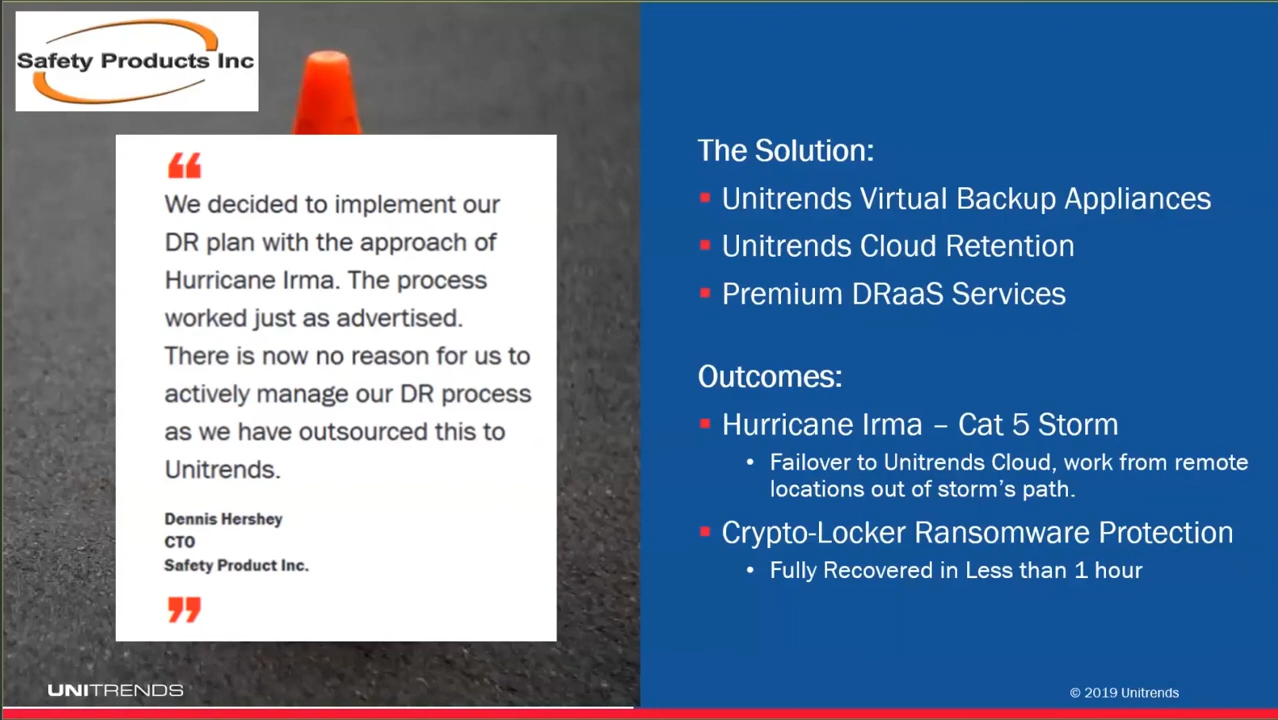 Safety Products Inc
“
We decided to implement our
DR plan with the approach of
Hurricane Irma. The process
worked just as advertised.
There is now no reason for us to
actively manage our DR process
as we have outsourced this to
Unitrends.
Dennis Hershey
CTO
Safety Product Inc.
”
UNITRENDS
The Solution:
▪ Unitrends Virtual Backup Appliances
▪ Unitrends Cloud Retention
▪ Premium DRaaS Services
Outcomes:
▪ Hurricane Irma – Cat 5 Storm
• Failover to Unitrends Cloud, work from remote
locations out of storm’s path.
▪ Crypto-Locker Ransomware Protection
• Fully Recovered in Less than 1 hour
© 2019 Unitrends